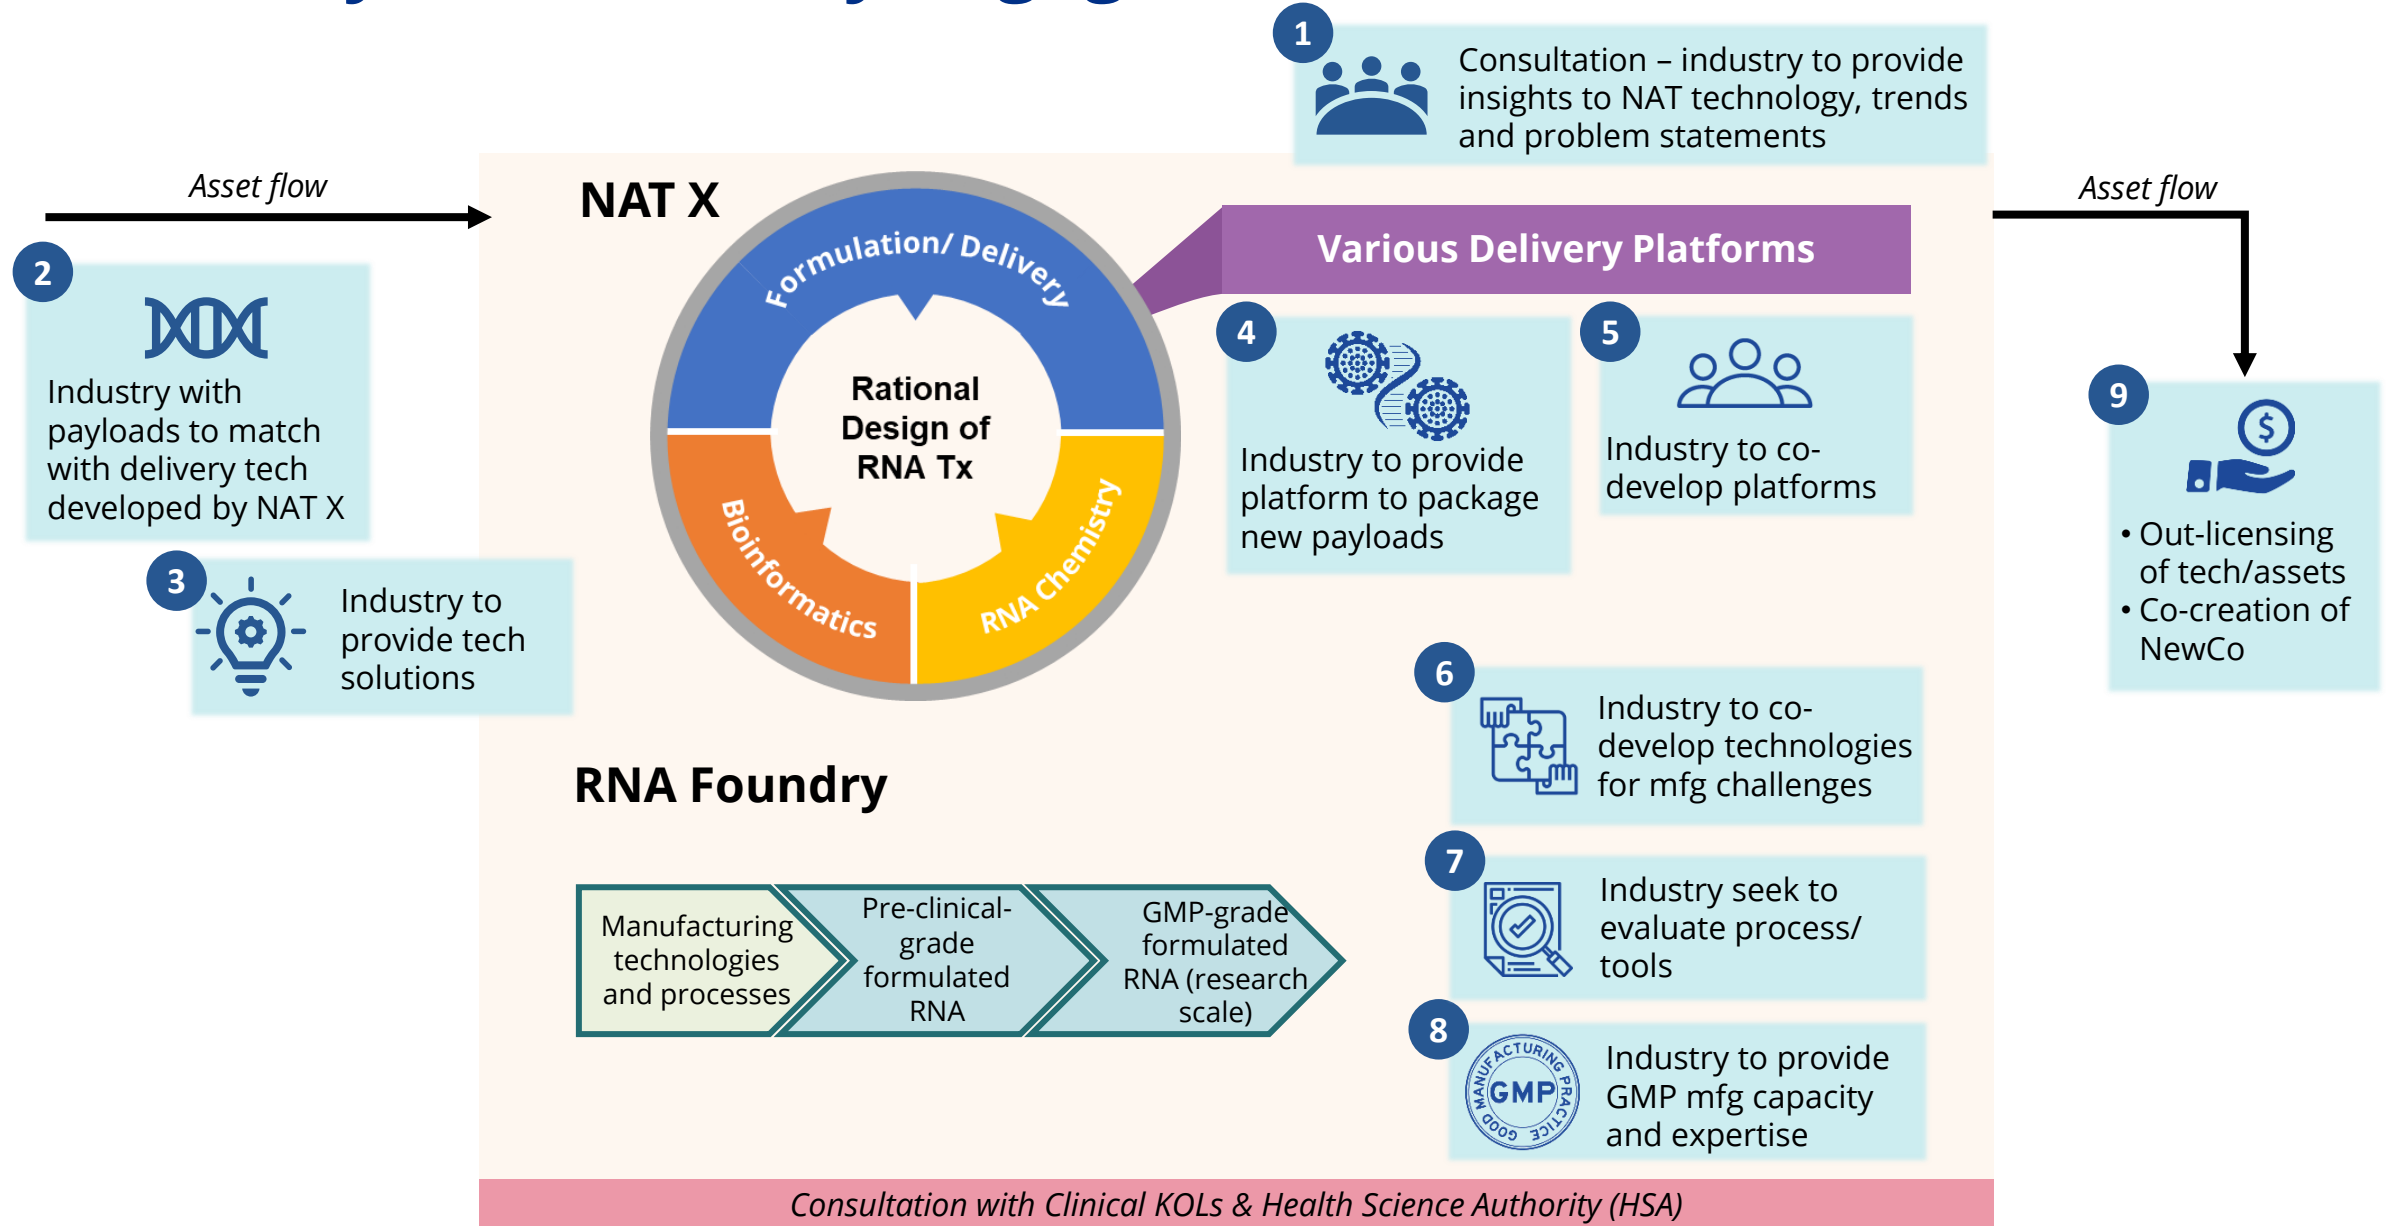 1
Consultation – industry to provide
insights to NAT technology, trends
and problem statements
Asset flow
NAT X
Asset flow
Various Delivery Platforms
Formulation/ Delivery
Rational
Design of
RNA Tx
Bioinformatics
RNA Chemistry
2
Industry with
payloads to match
with delivery tech
developed by NAT X
3
Industry to
provide tech
solutions
4
Industry to provide
platform to package
new payloads
5
Industry to co-
develop platforms
9
$
• Out-licensing
of tech/assets
• Co-creation of
NewCo
6
Industry to co-
develop technologies
for mfg challenges
RNA Foundry
Manufacturing
technologies
and processes
Pre-clinical-
grade
formulated
RNA
GMP-grade
formulated
RNA (research
scale)
7
Industry seek to
evaluate process/
tools
8
GOOD MANUFACTURING PRACTICE
GMP
Industry to provide
GMP mfg capacity
and expertise
Consultation with Clinical KOLs & Health Science Authority (HSA)